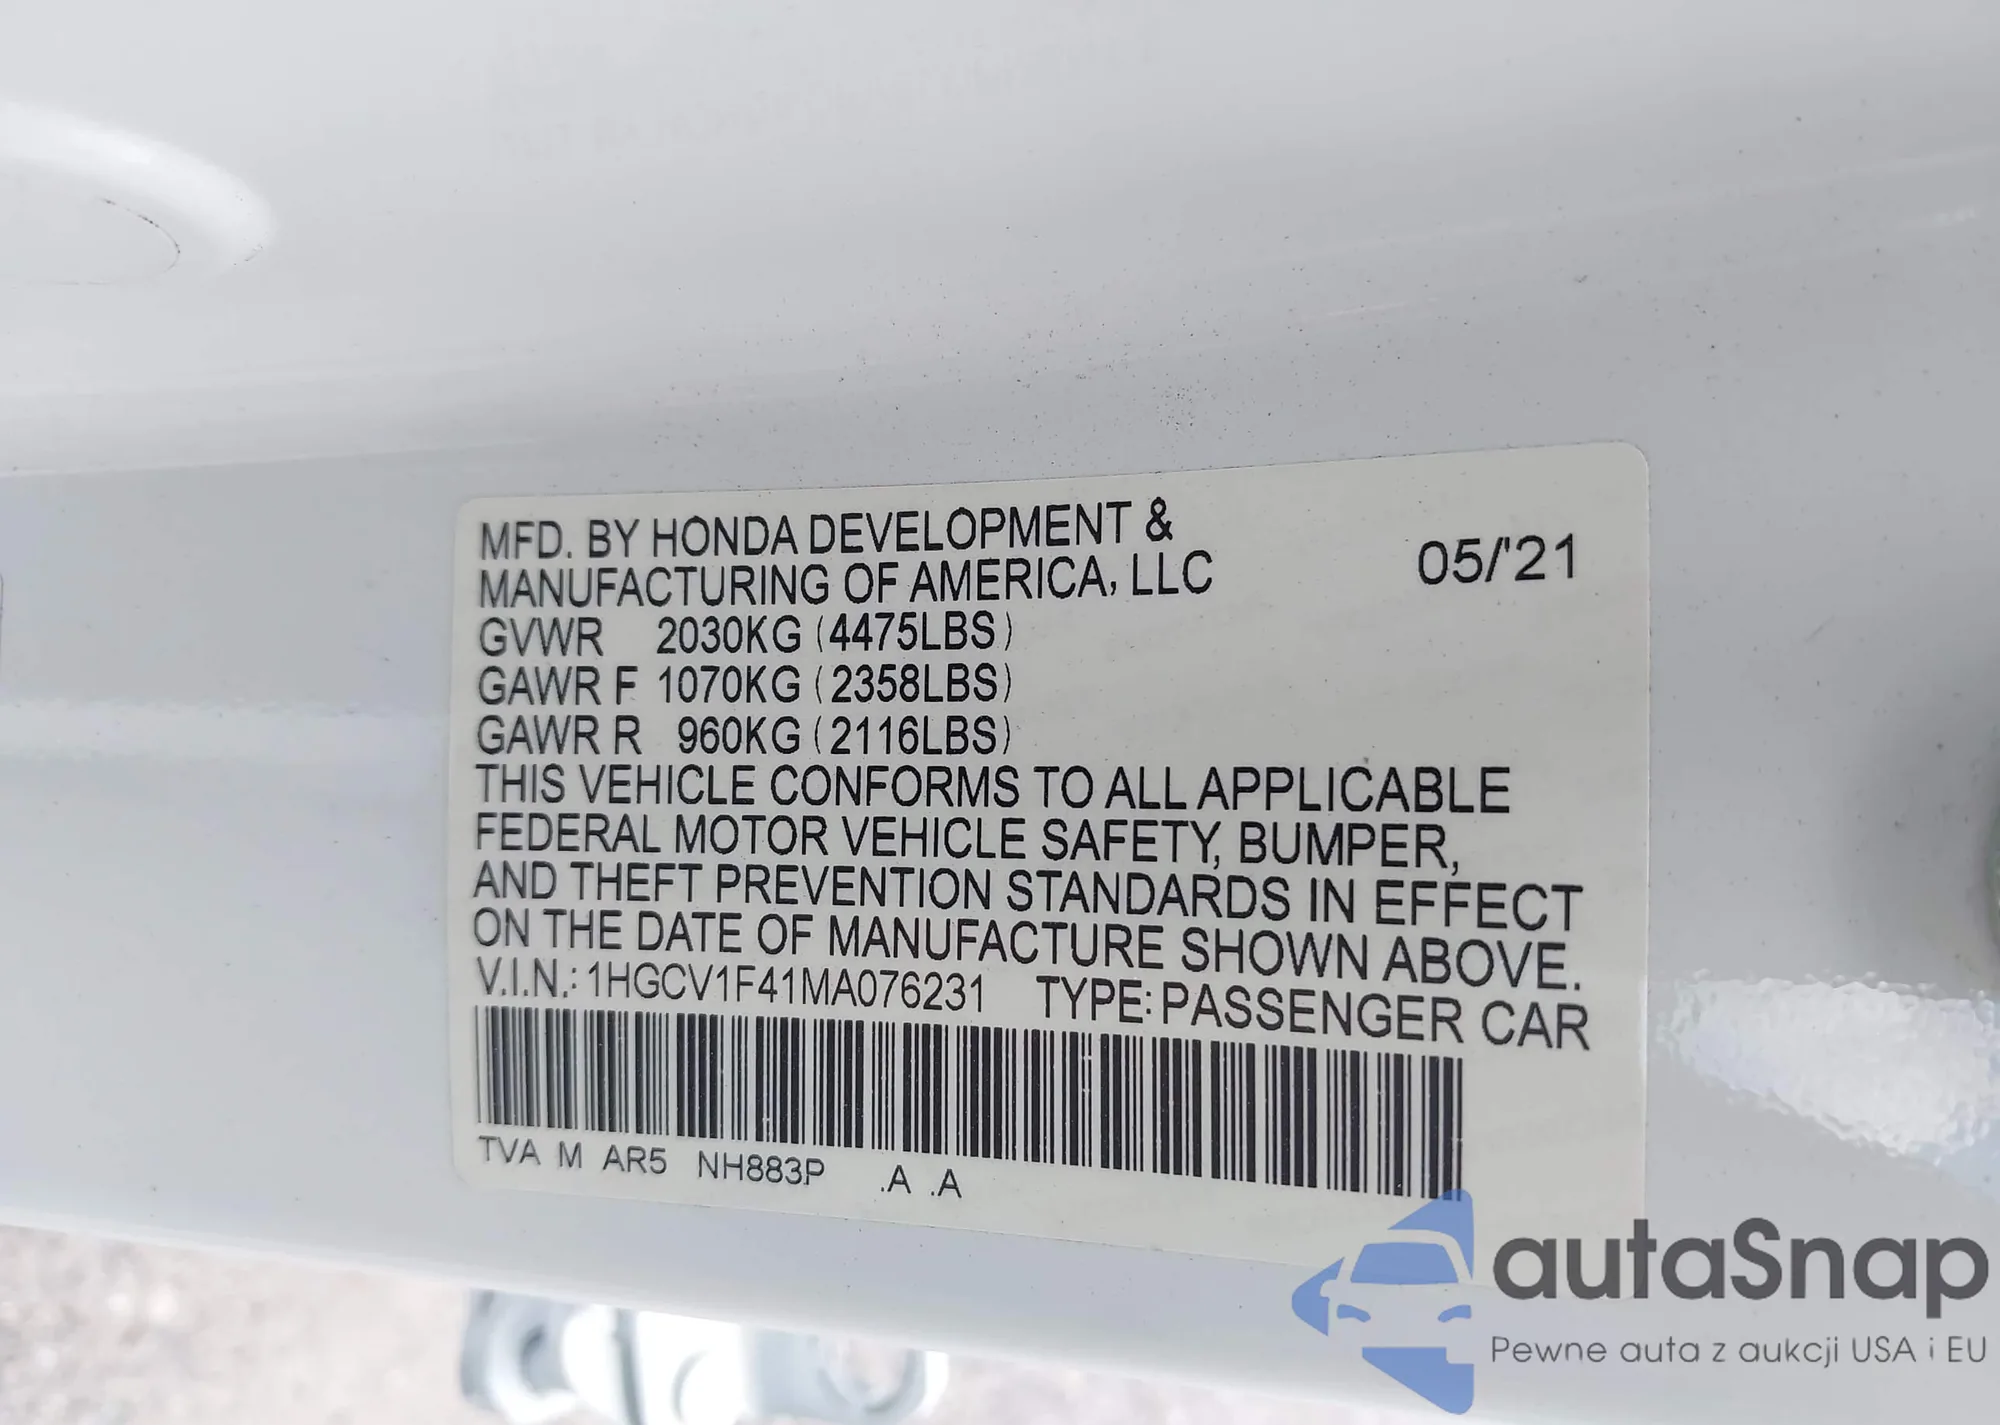 MFD. BY HONDA DEVELOPMENT &
MANUFACTURING OF AMERICA, LLC
05/'21
GVWR 2030KG (4475LBS)
GAWR F 1070KG (2358LBS)
GAWR R 960KG (2116LBS)
THIS VEHICLE CONFORMS TO ALL APPLICABLE
FEDERAL MOTOR VEHICLE SAFETY, BUMPER,
AND THEFT PREVENTION STANDARDS IN EFFECT
ON THE DATE OF MANUFACTURE SHOWN ABOVE.
V.I.N.: 1HGCV1F41MA076231 TYPE: PASSENGER CAR
TVA M AR5 NH883P .A .A
autaSnap
Pewne auta z aukcji USA i EU